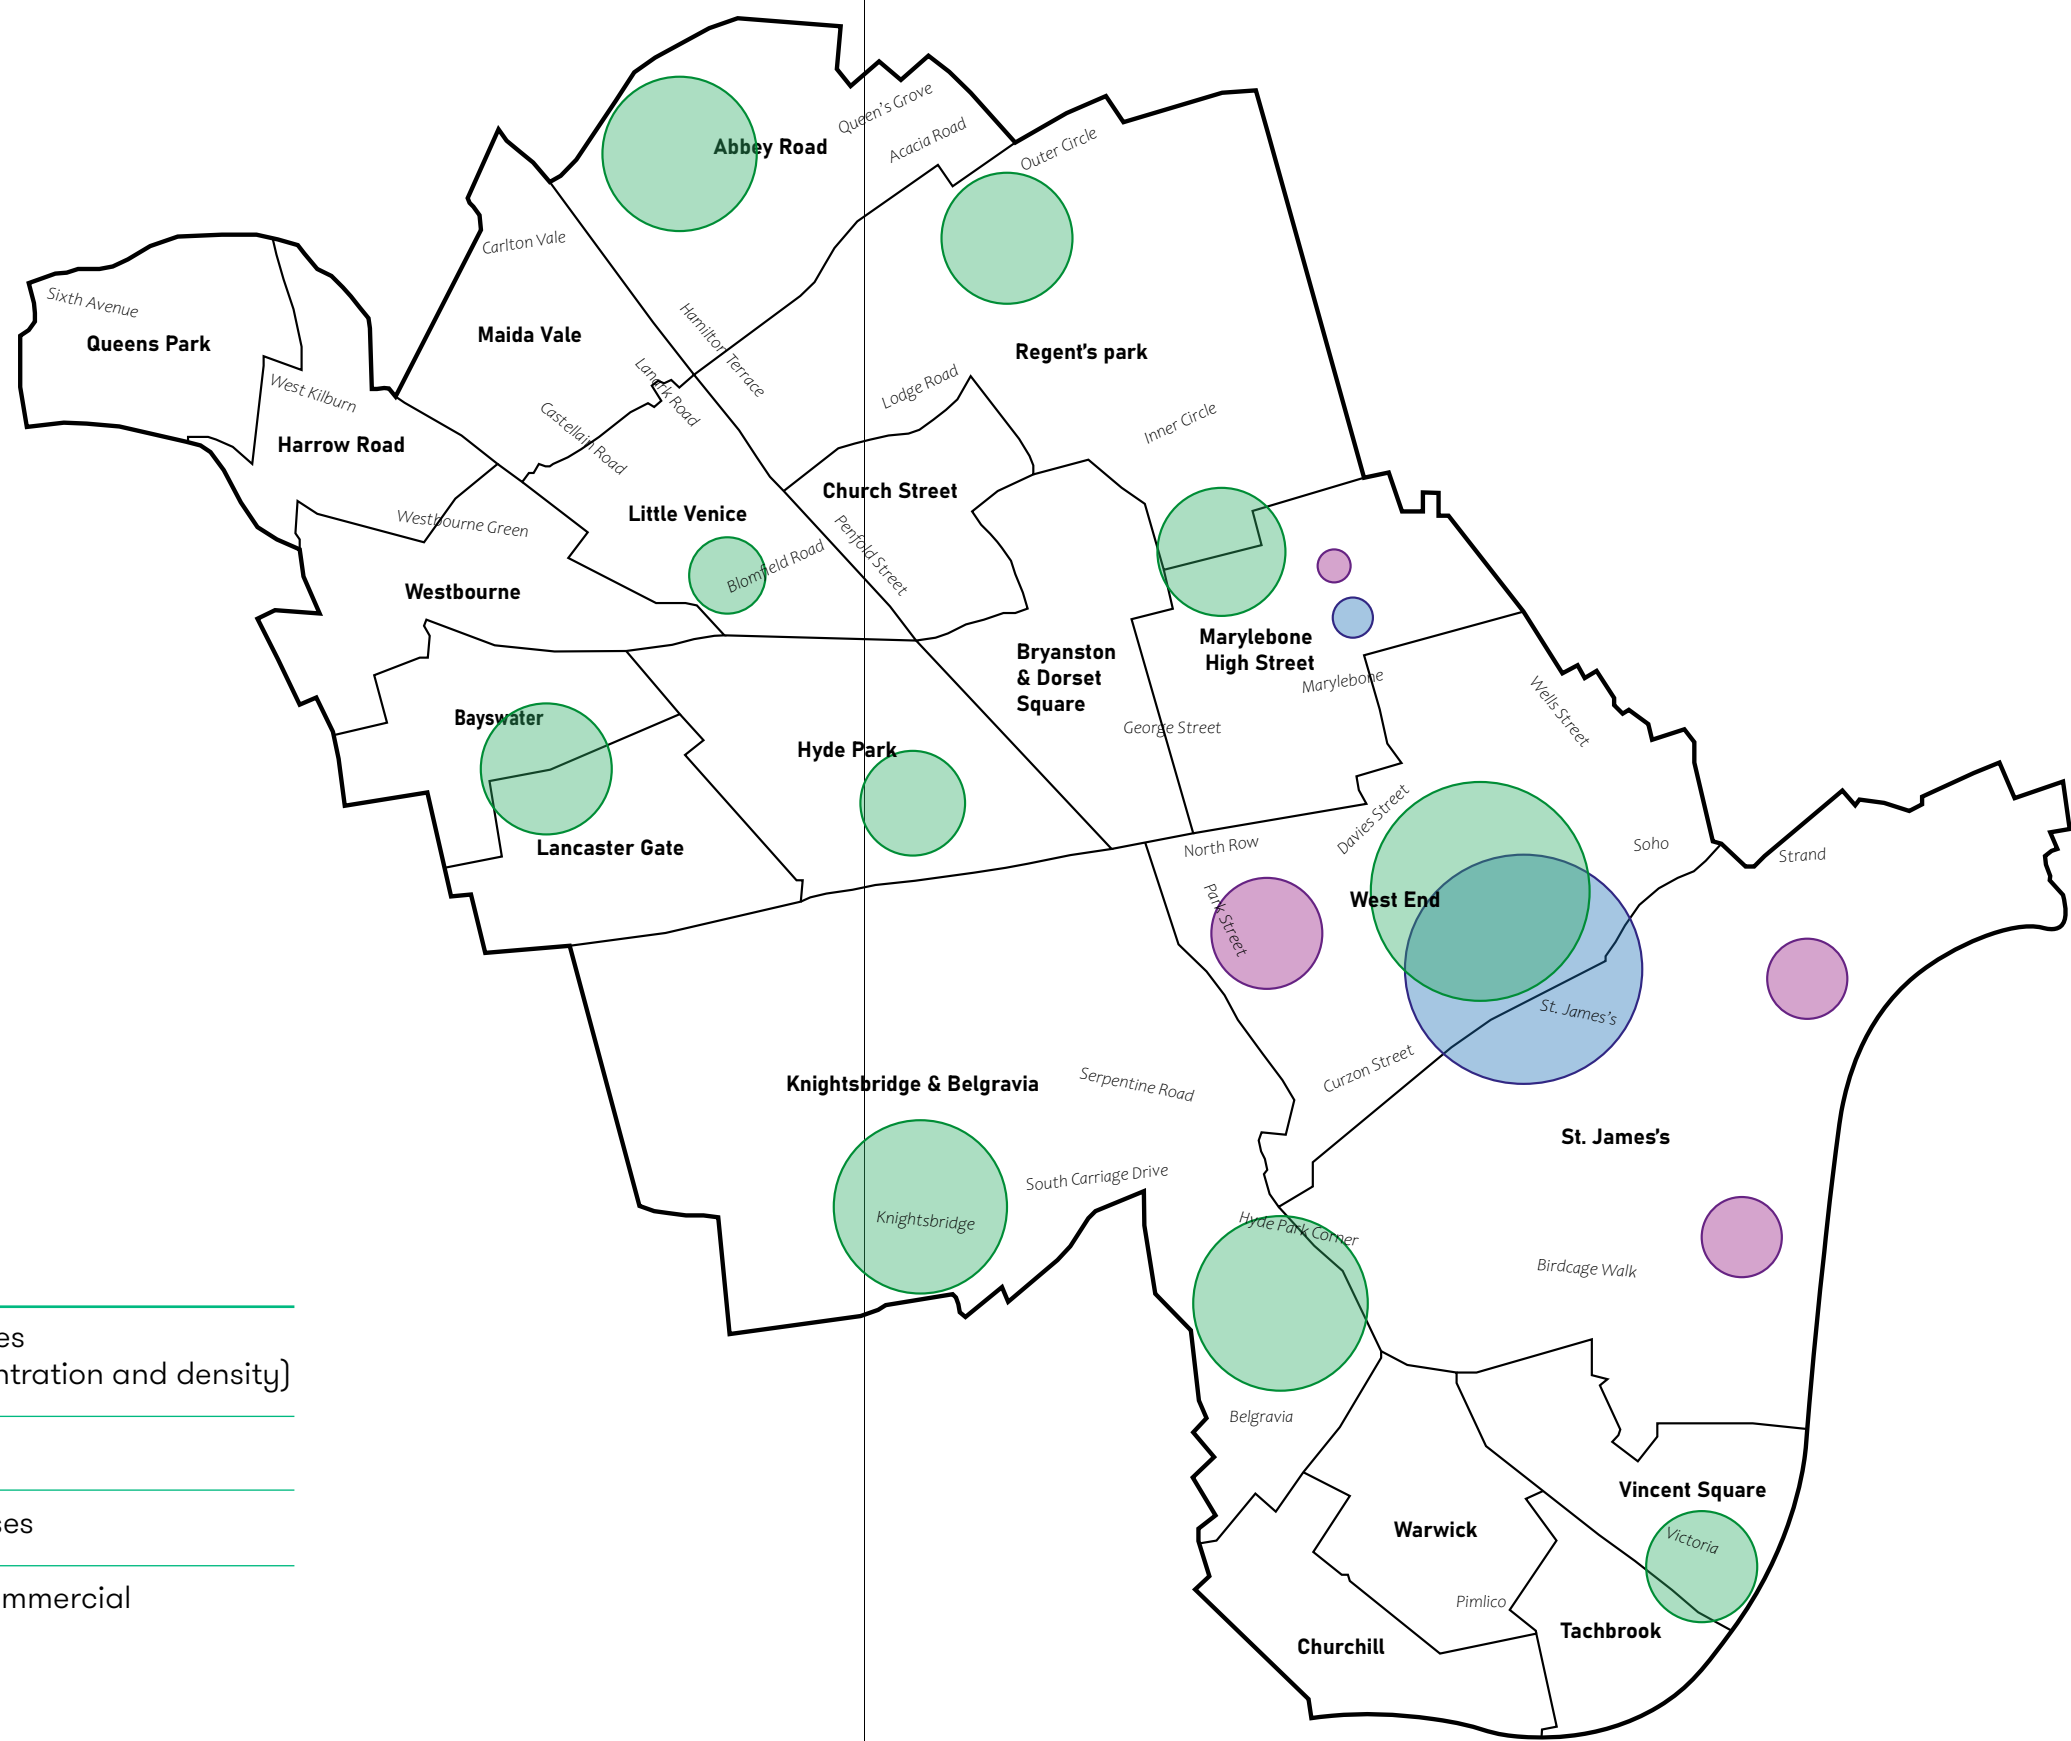 Queen's Grove
Abbey Road
Acacia Road
Outer Circle
Carlton Vale
Sixth Avenue
Queens Park
Maida Vale
Hamilton Terrace
Regent's park
West Kilburn
Lanark Road
Lodge Road
Castellain Road
Inner Circle
Harrow Road
Church Street
Little Venice
Westbourne Green
Penfold Street
Blomfield Road
Westbourne
Marylebone
High Street
Bryanston
& Dorset
Square
Marylebone
Wells Street
Bayswater
George Street
Hyde Park
Davies Street
Lancaster Gate
North Row
Soho
Strand
Park Street
West End
St. James's
Curzon Street
Knightsbridge & Belgravia
Serpentine Road
St. James's
South Carriage Drive
Knightsbridge
Hyde Park Corner
Birdcage Walk
Belgravia
Vincent Square
Warwick
Victoria
Pimlico
Tachbrook
Churchill
es
ntration and density)
ses
mmercial